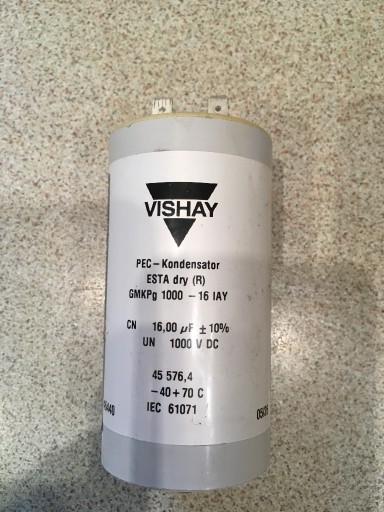 VISHAY
PEC-Kondensator
ESTA dry (R)
GMKPg 1000 - 16 IAY
CN 16,00 µF ± 10%
UN 1000 V DC
45 576,4
-40+70 C
IEC 61071